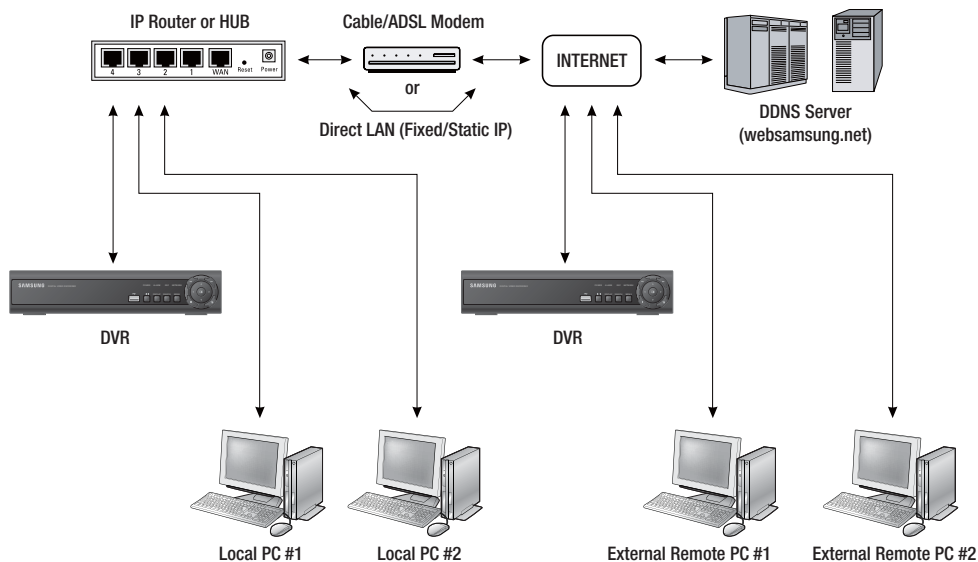 IP Router or HUB
Cable/ADSL Modem
4 3 2 1 WAN Reset Power
INTERNET
or
Direct LAN (Fixed/Static IP)
DDNS Server
(websamsung.net)
SAMSUNG
SAMSUNG
DVR
DVR
Local PC #1
Local PC #2
External Remote PC #1
External Remote PC #2